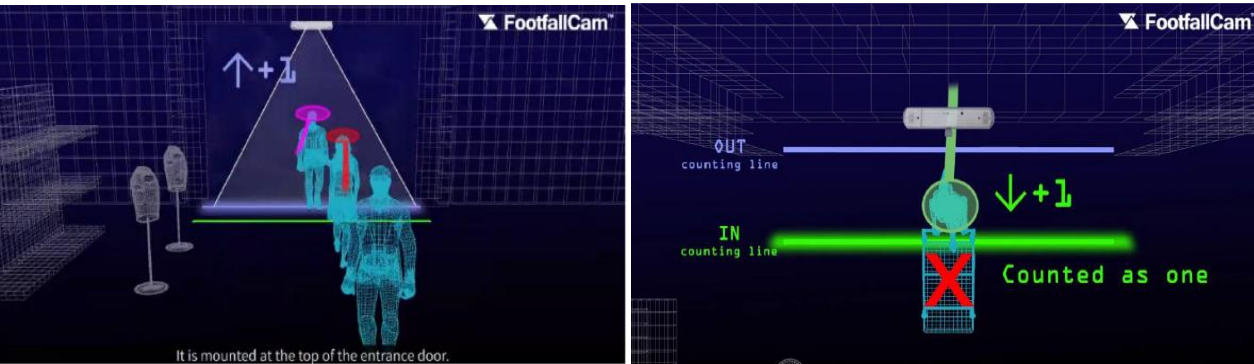 FootfallCam™
↑+1
It is mounted at the top of the entrance door.
FootfallCam™
OUT
counting line
↓+1
IN
counting line
X
Counted as one